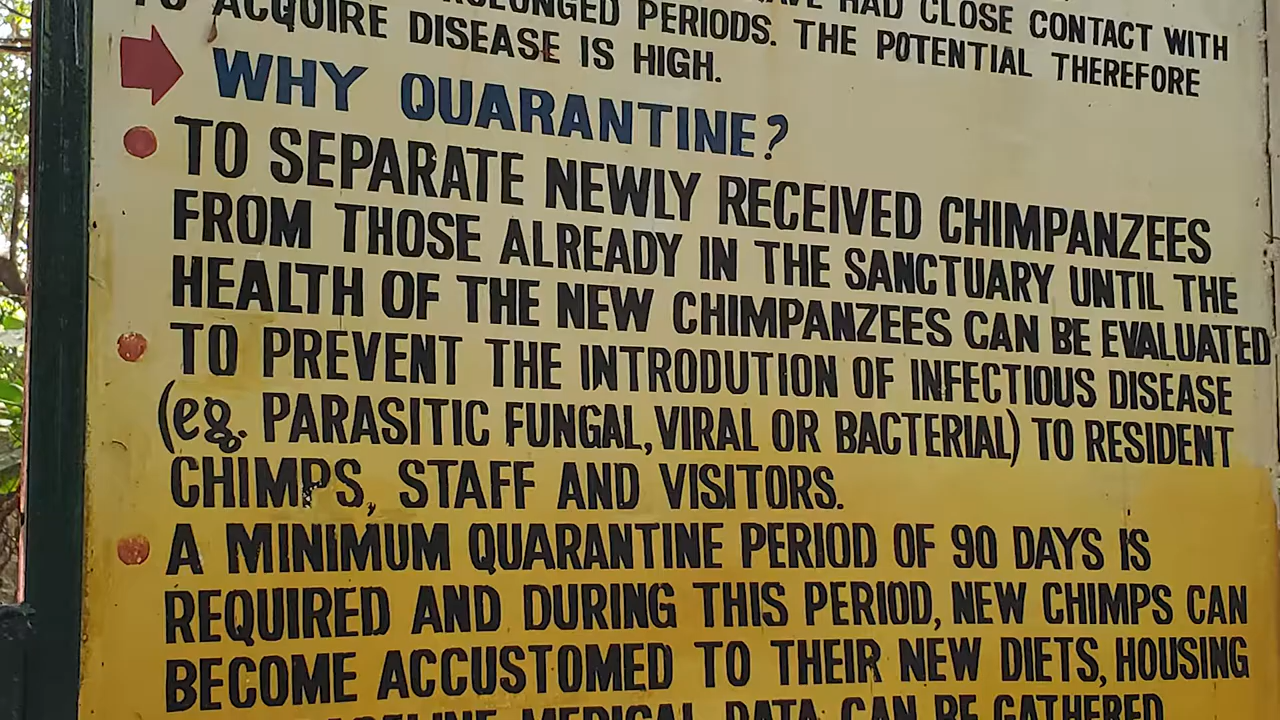 PROLONGED PERIODS. HAVE HAD CLOSE CONTACT WITH
TO ACQUIRE DISEASE IS HIGH. THE POTENTIAL THEREFORE
WHY QUARANTINE?
TO SEPARATE NEWLY RECEIVED CHIMPANZEES
FROM THOSE ALREADY IN THE SANCTUARY UNTIL THE
HEALTH OF THE NEW CHIMPANZEES CAN BE EVALUATED
TO PREVENT THE INTRODUTION OF INFECTIOUS DISEASE
(eg. PARASITIC FUNGAL, VIRAL OR BACTERIAL) TO RESIDENT
CHIMPS, STAFF AND VISITORS.
A MINIMUM QUARANTINE PERIOD OF 90 DAYS IS
REQUIRED AND DURING THIS PERIOD, NEW CHIMPS CAN
BECOME ACCUSTOMED TO THEIR NEW DIETS, HOUSING
MEDICAL DATA CAN BE GATHERED